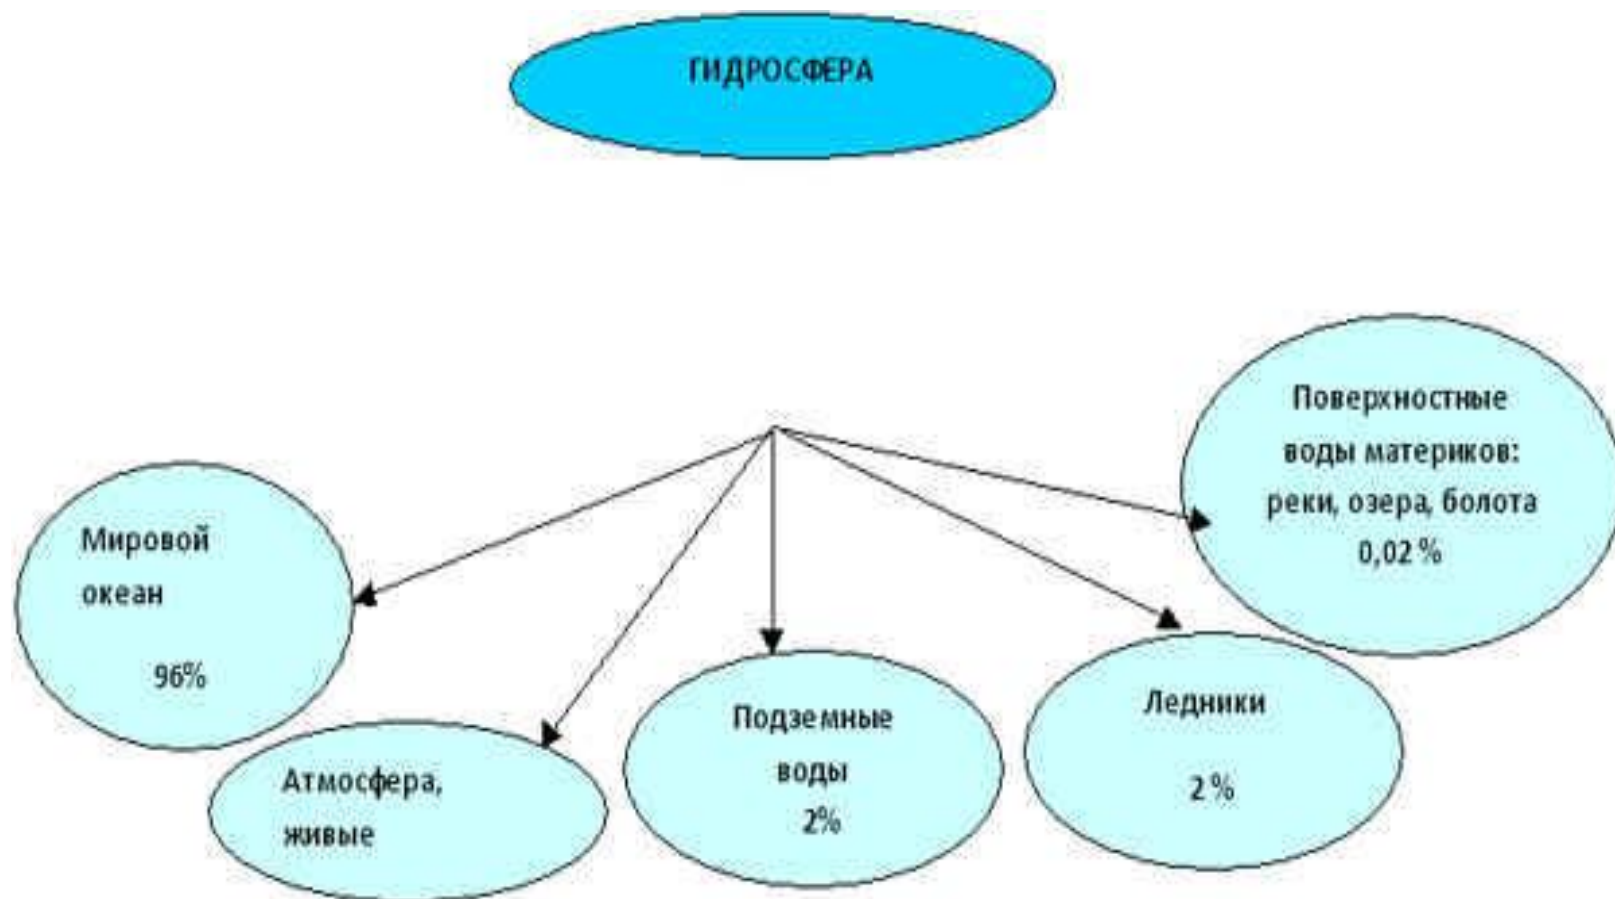 ГИДРОСФЕРА
Поверхностные
воды материков:
реки, озера, болота
0,02 %
Мировой
океан
96%
Атмосфера,
живые
Подземные
воды
2%
Ледники
2 %